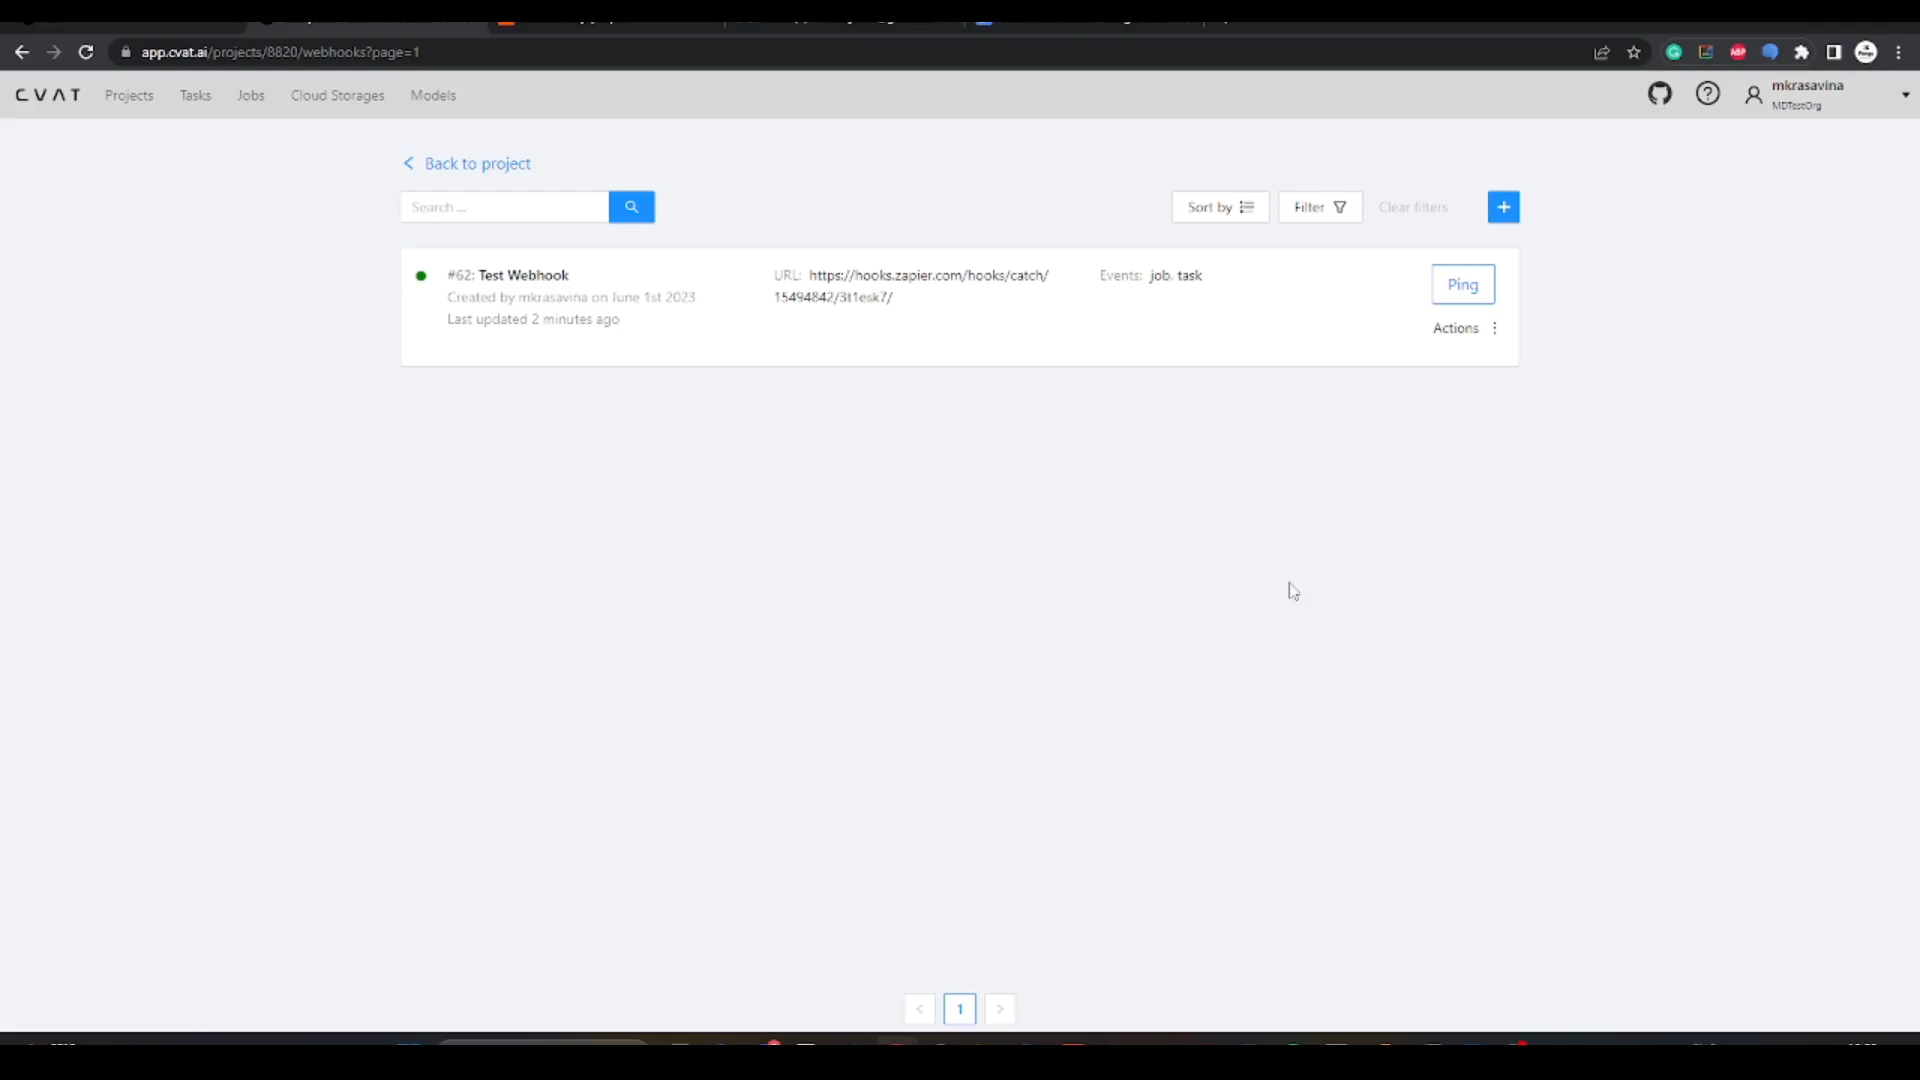 app.cvat.ai/projects/8820/webhooks?page=1
ABP
CVAT Projects Tasks Jobs Cloud Storages Models
mkrasavina
MDTestOrg
Back to project
Search ...
Sort by Filter Clear filters +
#62: Test Webhook
Created by mkrasavina on June 1st 2023
Last updated 2 minutes ago
URL: https://hooks.zapier.com/hooks/catch/
15494842/3t1esk7/
Events: job, task
Ping
Actions
< 1 >